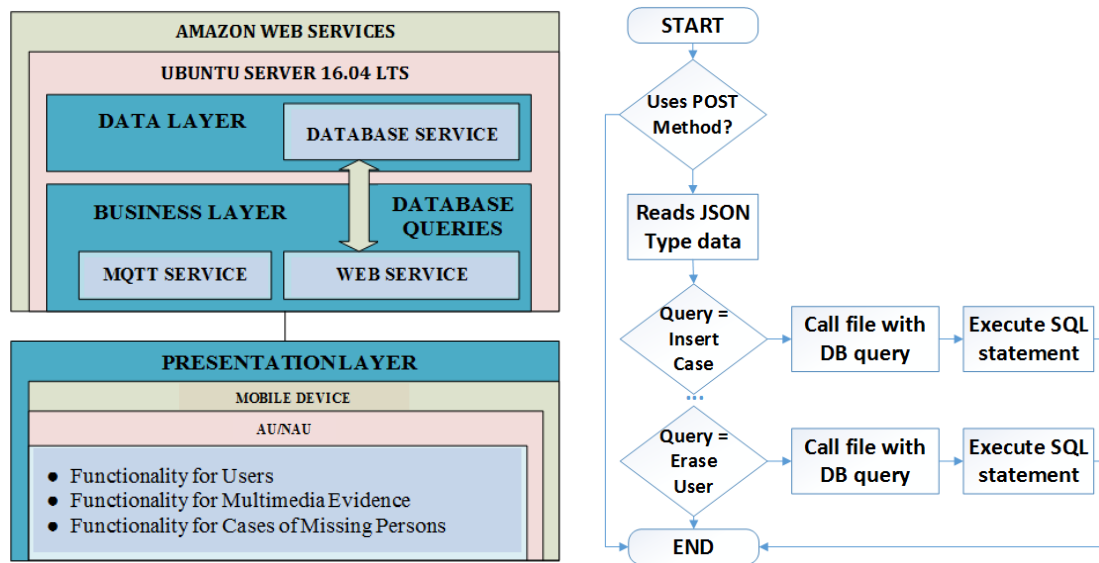 AMAZON WEB SERVICES
UBUNTU SERVER 16.04 LTS
DATA LAYER
DATABASE SERVICE
BUSINESS LAYER
DATABASE
QUERIES
MQTT SERVICE
WEB SERVICE
PRESENTATION LAYER
MOBILE DEVICE
AU/NAU
● Functionality for Users
● Functionality for Multimedia Evidence
● Functionality for Cases of Missing Persons
START
Uses POST
Method?
Reads JSON
Type data
Query =
Insert
Case
Call file with
DB query
Execute SQL
statement
...
Query =
Erase
User
Call file with
DB query
Execute SQL
statement
END